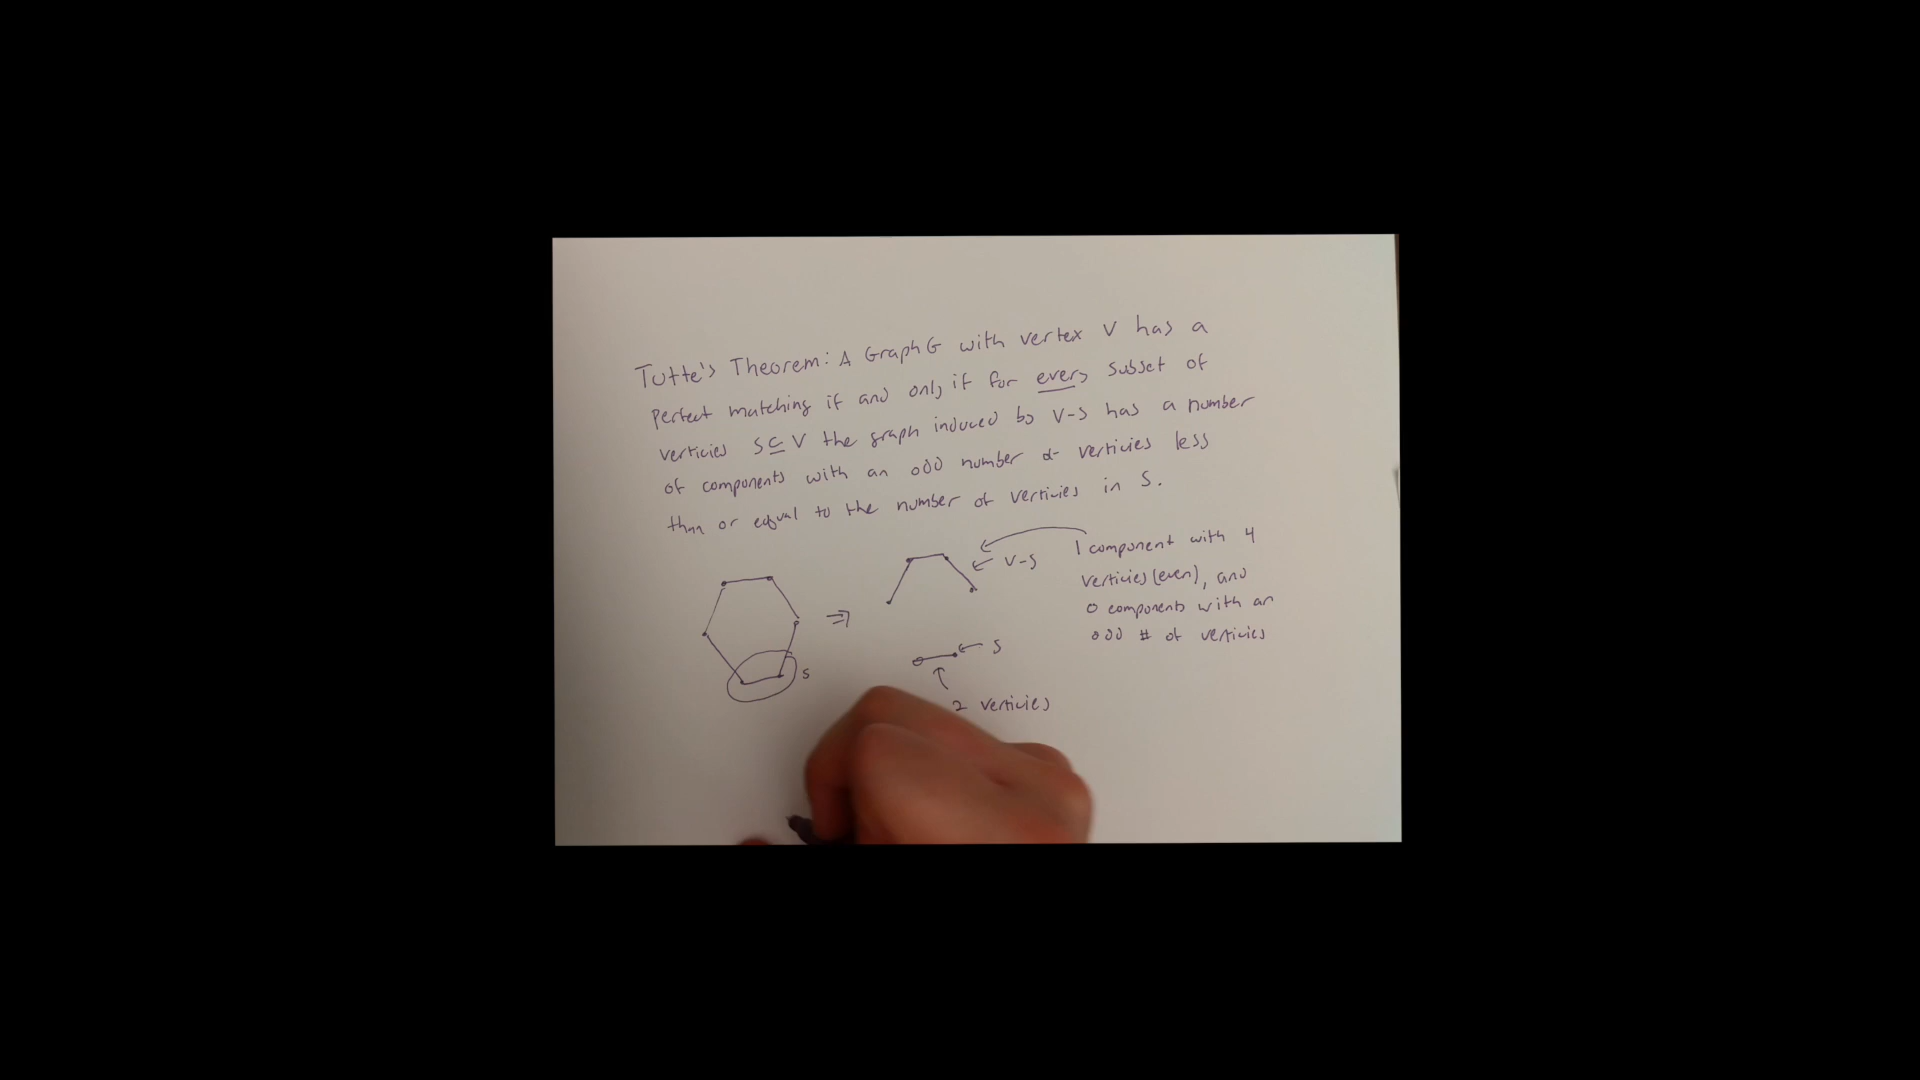 Tutte's Theorem: A Graph G with vertex V has a
perfect matching if and only if for every subset of
verticies S ⊆ V the graph induced by V-S has a number
of components with an odd number of verticies less
than or equal to the number of verticies in S.
1 component with 4
V-S
verticies (even), and
0 components with an
odd # of verticies
⇒
S
S
2 verticies